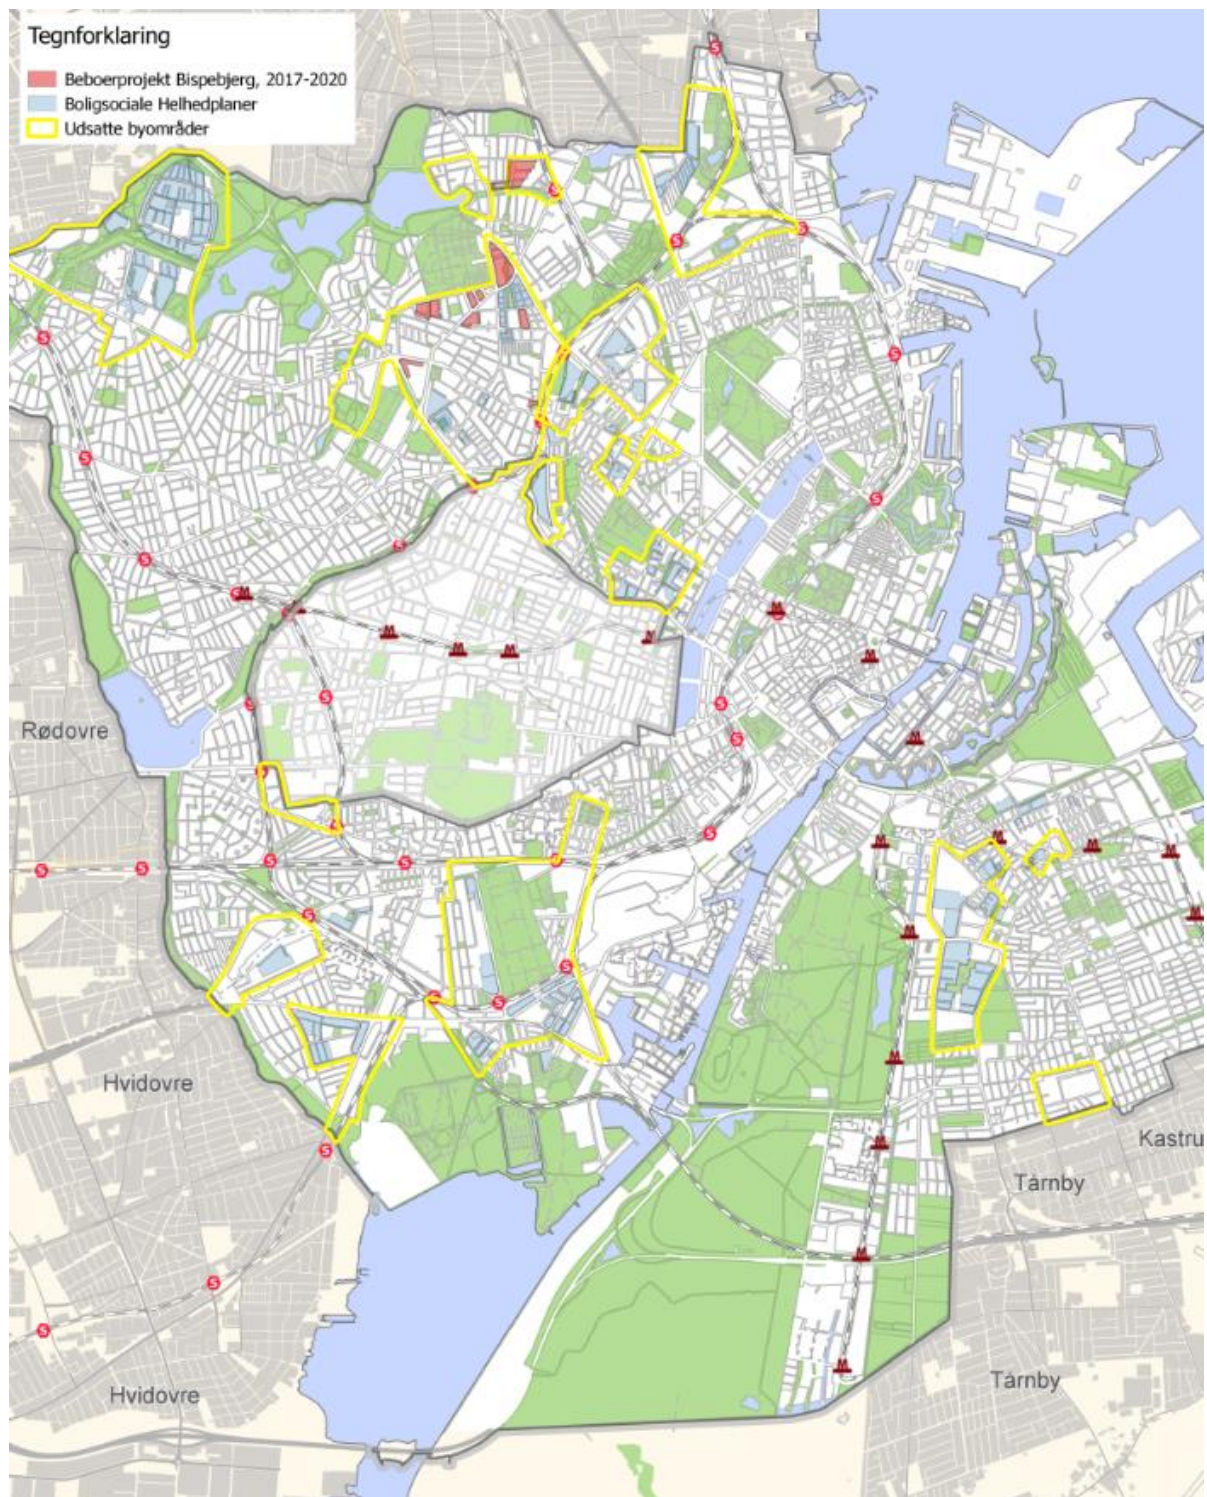 Tegnforklaring
Beboerprojekt Bispebjerg, 2017-2020
Boligsociale Helhedplaner
Udsatte byområder
Rødovre
Hvidovre
Kastru
Tårnby
Tårnby
Hvidovre